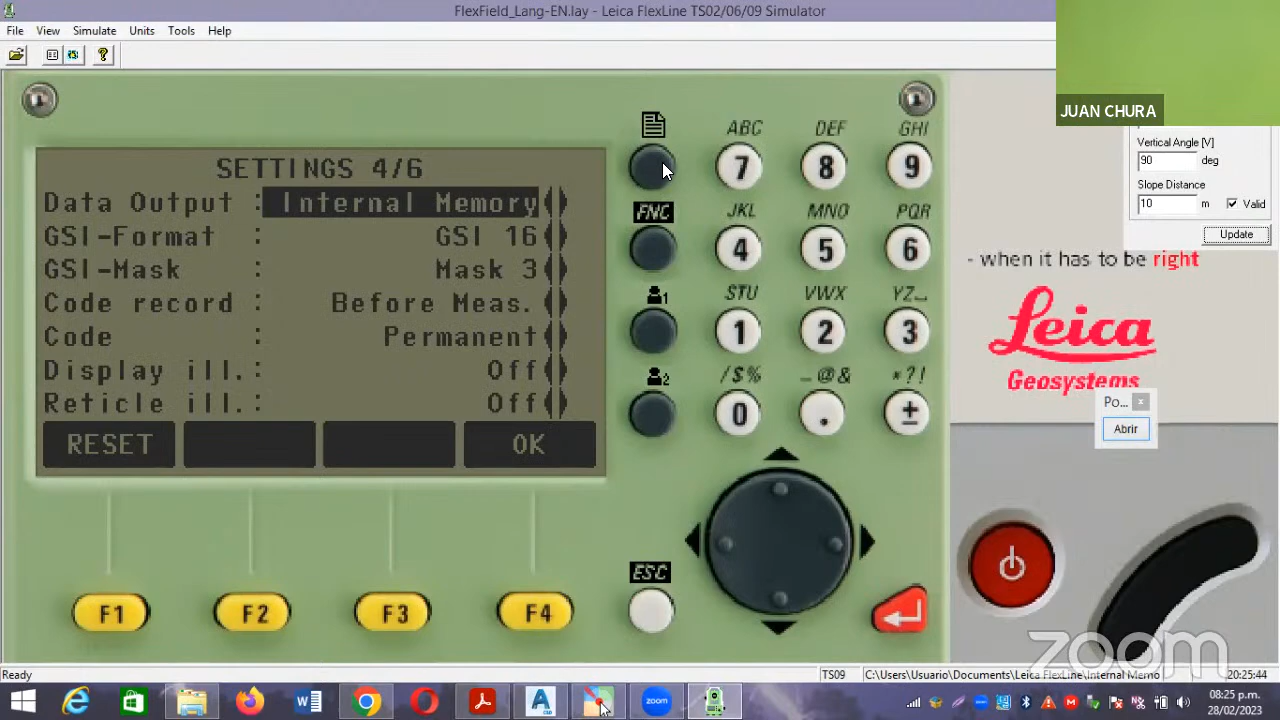 FlexField_Lang-EN.lay - Leica FlexLine TS02/06/09 Simulator
File View Simulate Units Tools Help
JUAN CHURA
Vertical Angle [V]
90 deg
Slope Distance
10 m Valid
Update
SETTINGS 4/6
Data Output : Internal Memory
GSI-Format : GSI 16
GSI-Mask : Mask 3
Code record : Before Meas.
Code : Permanent
Display ill. : Off
Reticle ill. : Off
RESET OK
ABC DEF GHI
7 8 9
FNC JKL MNO PQR
4 5 6
1 STU VWX YZ_
1 2 3
2 /$% _@& *?!
0 . ±
ESC
F1 F2 F3 F4
- when it has to be right
Leica
Geosystems
Po... x
Abrir
zoom
Ready TS09 C:\Users\Usuario\Documents\Leica FlexLine\Internal Memo 20:25:44
zoom
08:25 p.m.
28/02/2023